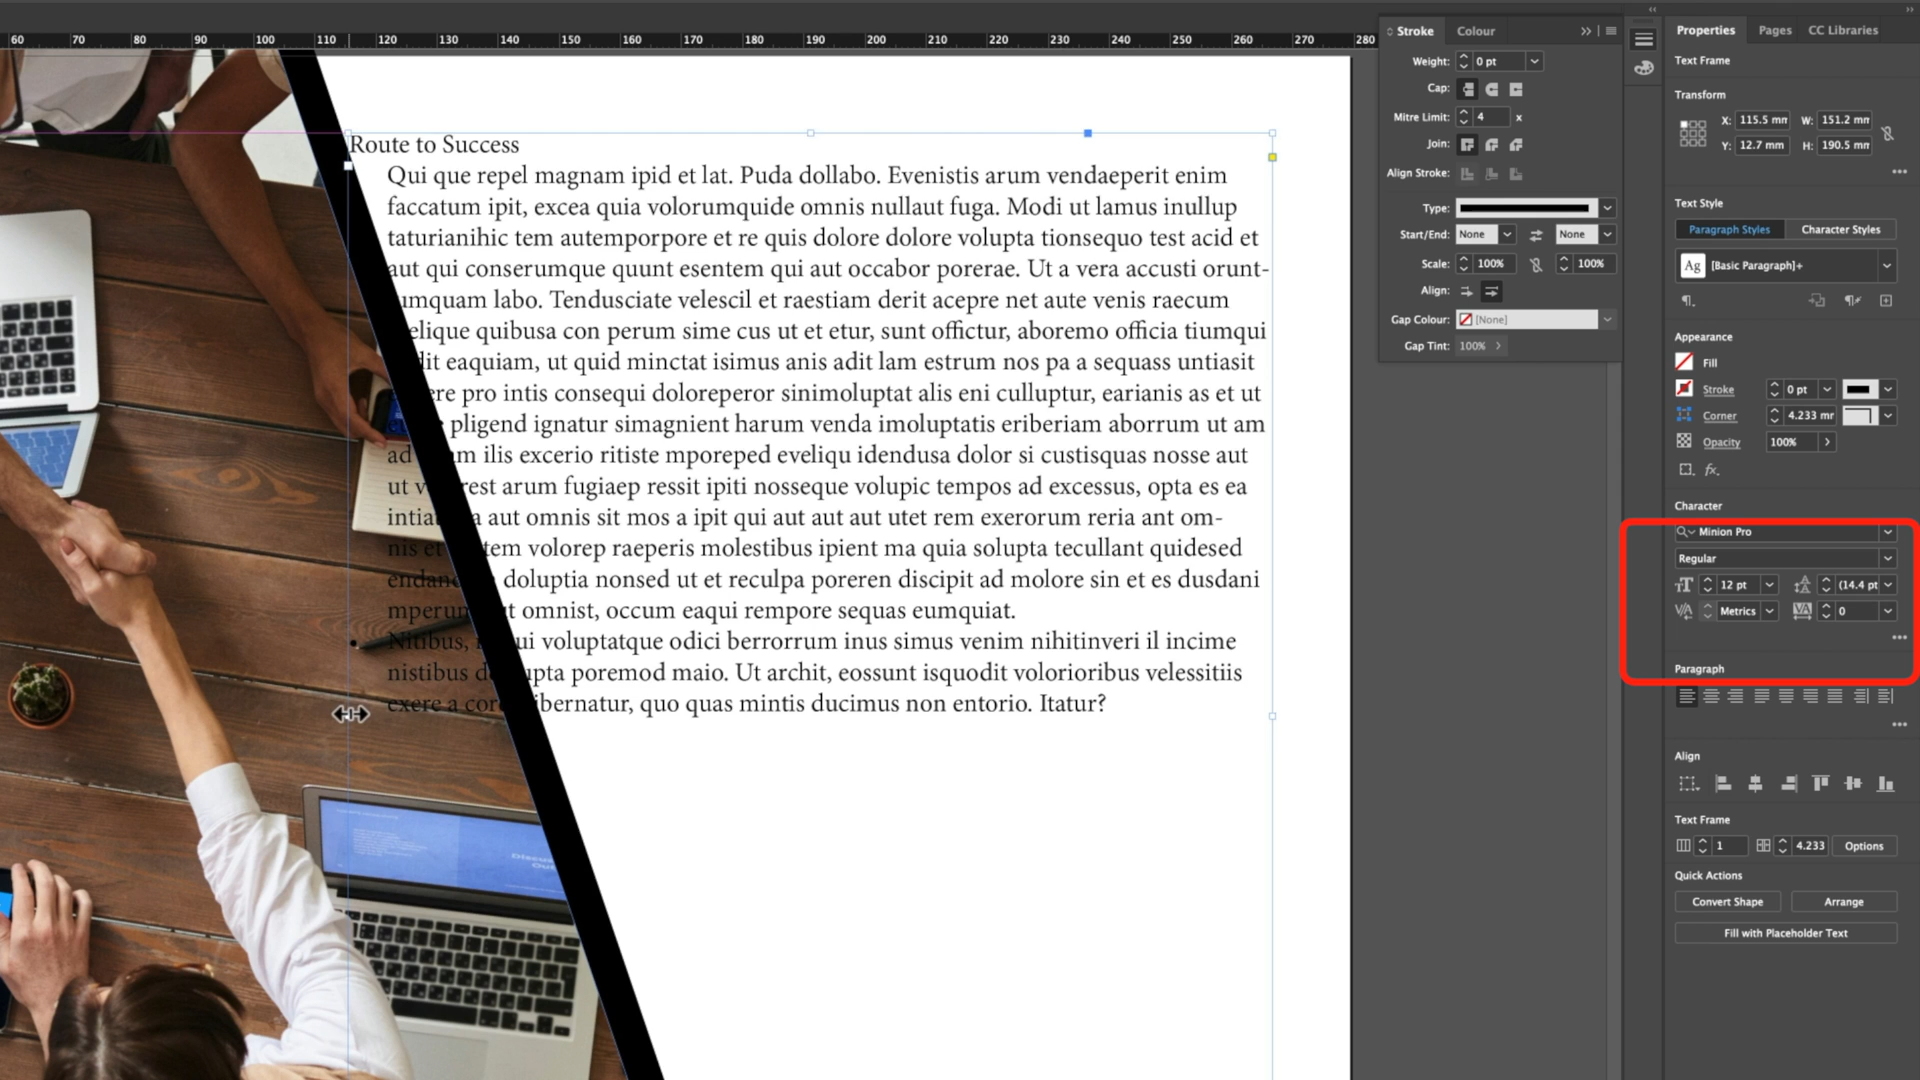 60 70 80 90 100 110 120 130 140 150 160 170 180 190 200 210 220 230 240 250 260 270 280
Route to Success
Qui que repel magnam ipid et lat. Puda dollabo. Evenistis arum vendaeperit enim
faccatum ipit, excea quia volorumquide omnis nullaut fuga. Modi ut lamus inullup
taturianihic tem autemporpore et re quis dolore dolore volupta tionsequo test acid et
aut qui conserumque quunt esentem qui aut occabor porerae. Ut a vera accusti orunt-
umquam labo. Tendusciate velescil et raestiam derit acepre net aute venis raecum
elique quibusa con perum sime cus ut et etur, sunt offictur, aboremo officia tiumqui
dit eaquiam, ut quid minctat isimus anis adit lam estrum nos pa a sequass untiasit
ere pro intis consequi doloreperor sinimoluptat alis eni culluptur, earianis as et ut
pligend ignatur simagnient harum venda imoluptatis eriberiam aborrum ut am
ad am ilis excerio ritiste mporeped eveliqu idendusa dolor si custisquas nosse aut
ut v rest arum fugiaep ressit ipiti nosseque volupic tempos ad excessus, opta es ea
intiat a aut omnis sit mos a ipit qui aut aut aut utet rem exerorum reria ant om-
nis et tem volorep raeperis molestibus ipient ma quia solupta tecullant quidesed
endand doluptia nonsed ut et reculpa poreren discipit ad molore sin et es dusdani
mperum ut omnist, occum eaqui rempore sequas eumquiat.
• Nitibus, ui voluptatque odici berrorrum inus simus venim nihitinveri il incime
nistibus d upta poremod maio. Ut archit, eossunt isquodit volorioribus velessitiis
exere a cor ibernatur, quo quas mintis ducimus non entorio. Itatur?
Stroke Colour
Weight: 0 pt
Cap:
Mitre Limit: 4 x
Join:
Align Stroke:
Type:
Start/End: None None
Scale: 100% 100%
Align:
Gap Colour: [None]
Gap Tint: 100%
Properties Pages CC Libraries
Text Frame
Transform
X: 115.5 mm W: 151.2 mm
Y: 12.7 mm H: 190.5 mm
Text Style
Paragraph Styles Character Styles
Ag [Basic Paragraph]+
Appearance
Fill
Stroke 0 pt
Corner 4.233 mr
Opacity 100%
fx.
Character
Minion Pro
Regular
12 pt (14.4 pt
Metrics 0
Paragraph
Align
Text Frame
1 4.233 Options
Quick Actions
Convert Shape Arrange
Fill with Placeholder Text